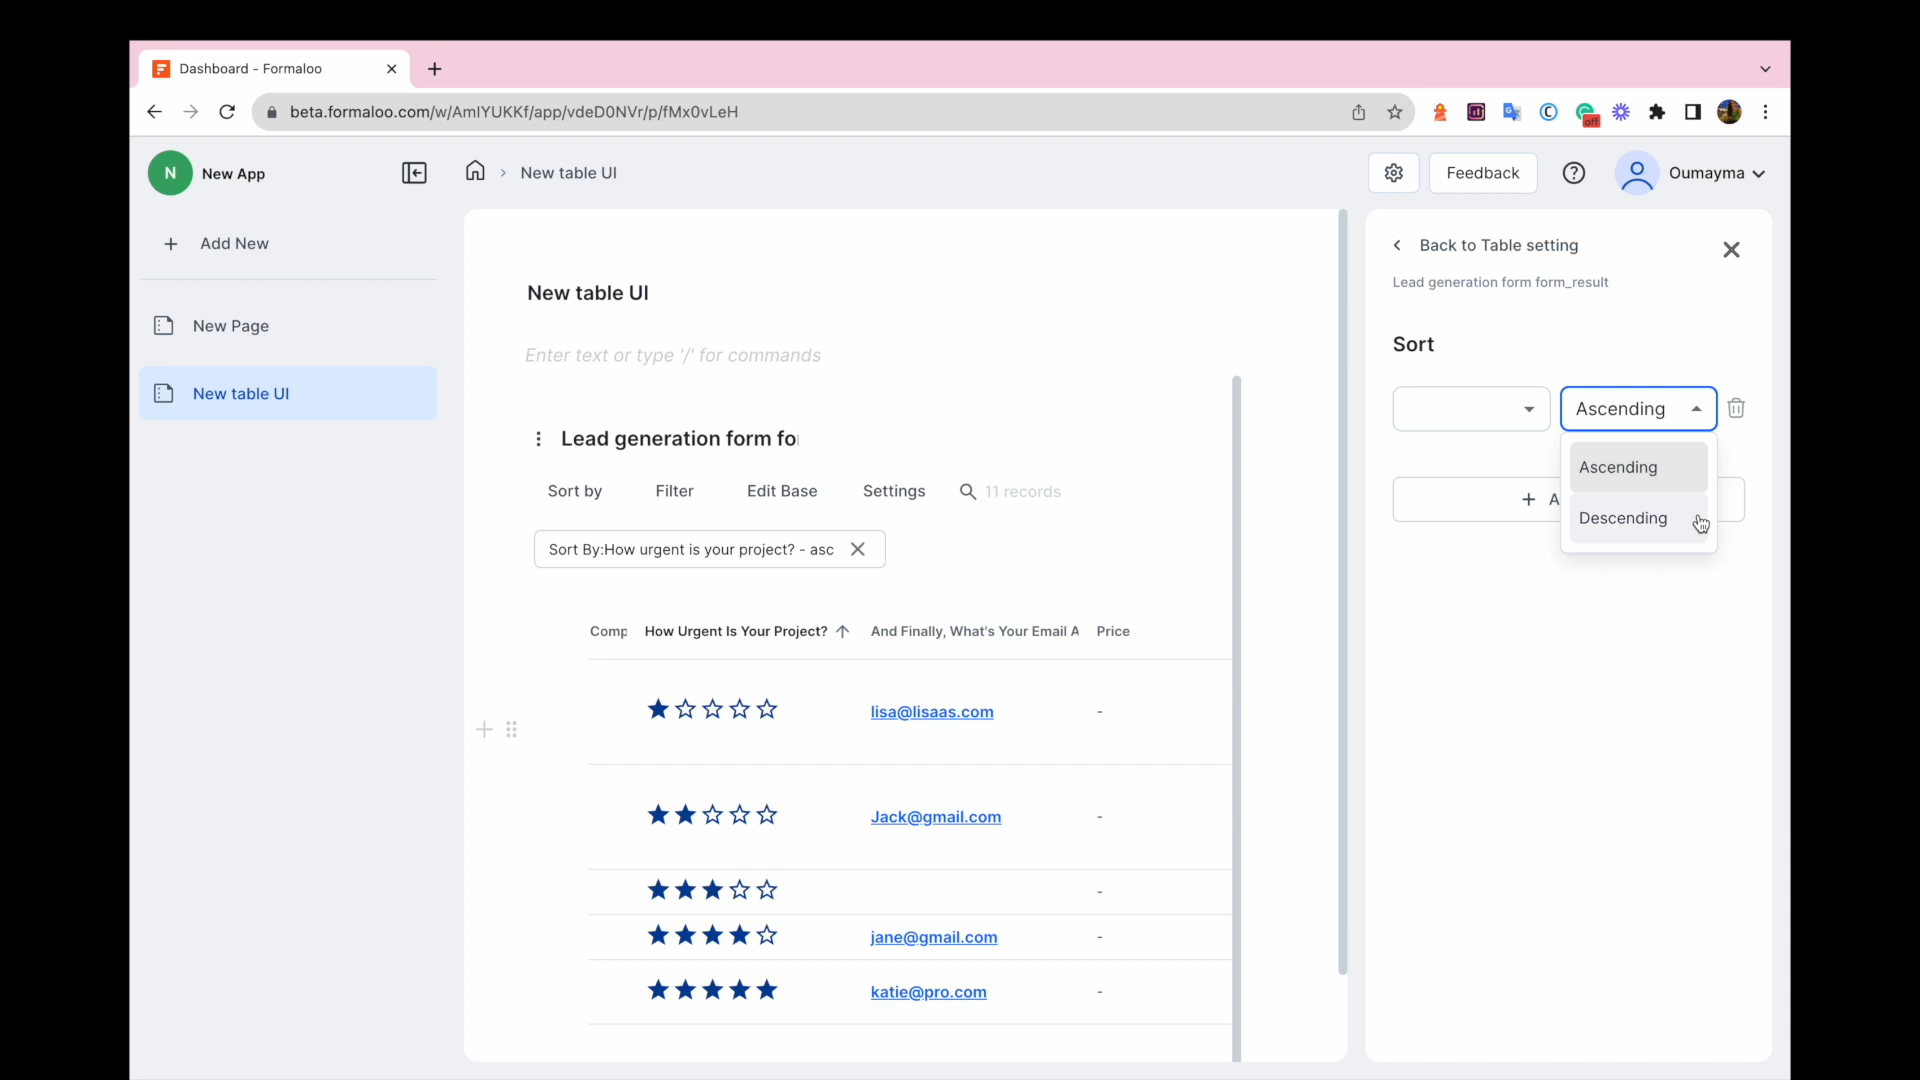 Dashboard - Formaloo
beta.formaloo.com/w/AmIYUKKf/app/vdeD0NVr/p/fMx0vLeH
off
N
New App
New table UI
Feedback
Oumayma
Add New
New Page
New table UI
New table UI
Enter text or type '/' for commands
Lead generation form fo
Sort by
Filter
Edit Base
Settings
11 records
Sort By:How urgent is your project? - asc
Comp
How Urgent Is Your Project?
And Finally, What's Your Email A
Price
lisa@lisaas.com
-
Jack@gmail.com
-
-
jane@gmail.com
-
katie@pro.com
-
Back to Table setting
Lead generation form form_result
Sort
Ascending
Ascending
Descending
+ A